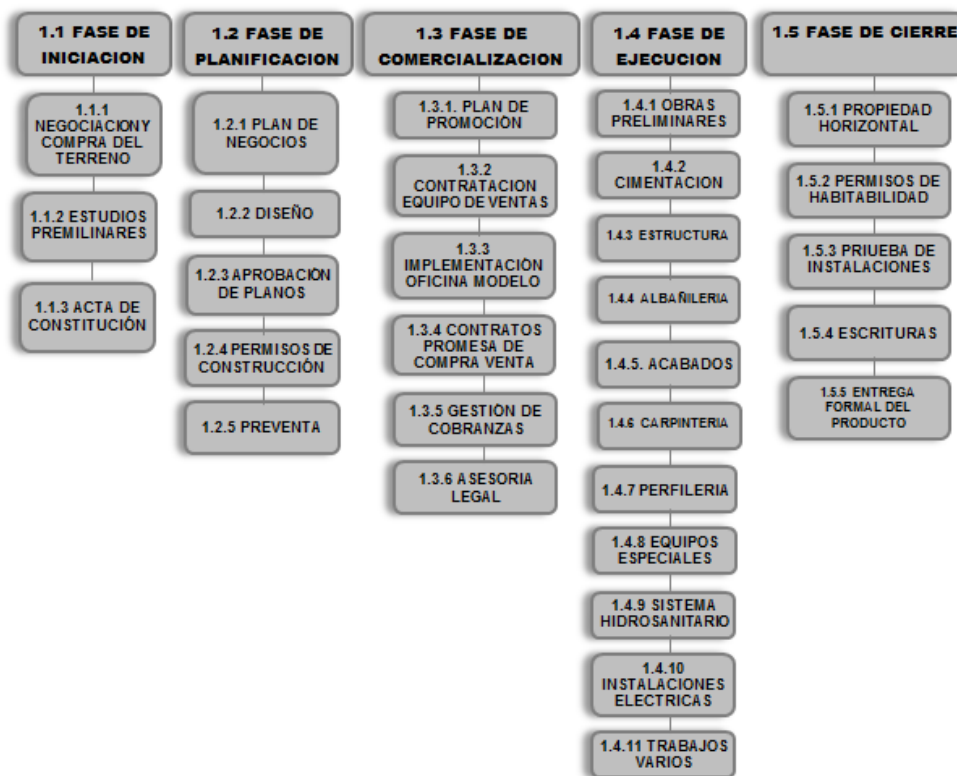 1.1 FASE DE
INICIACION
1.1.1
NEGOCIACION Y
COMPRA DEL
TERRENO
1.1.2 ESTUDIOS
PREMILINARES
1.1.3 ACTA DE
CONSTITUCIÓN
1.2 FASE DE
PLANIFICACION
1.2.1 PLAN DE
NEGOCIOS
1.2.2 DISEÑO
1.2.3 APROBACIÓN
DE PLANOS
1.2.4 PERMISOS DE
CONSTRUCCIÓN
1.2.5 PREVENTA
1.3 FASE DE
COMERCIALIZACION
1.3.1. PLAN DE
PROMOCIÓN
1.3.2
CONTRATACION
EQUIPO DE VENTAS
1.3.3
IMPLEMENTACIÓN
OFICINA MODELO
1.3.4 CONTRATOS
PROMESA DE
COMPRA VENTA
1.3.5 GESTIÓN DE
COBRANZAS
1.3.6 ASESORIA
LEGAL
1.4 FASE DE
EJECUCION
1.4.1 OBRAS
PRELIMINARES
1.4.2
CIMENTACION
1.4.3 ESTRUCTURA
1.4.4 ALBAÑILERIA
1.4.5. ACABADOS
1.4.6 CARPINTERIA
1.4.7 PERFILERIA
1.4.8 EQUIPOS
ESPECIALES
1.4.9 SISTEMA
HIDROSANITARIO
1.4.10
INSTALACIONES
ELECTRICAS
1.4.11 TRABAJOS
VARIOS
1.5 FASE DE CIERRE
1.5.1 PROPIEDAD
HORIZONTAL
1.5.2 PERMISOS DE
HABITABILIDAD
1.5.3 PRIUEBA DE
INSTALACIONES
1.5.4 ESCRITURAS
1.5.5 ENTREGA
FORMAL DEL
PRODUCTO